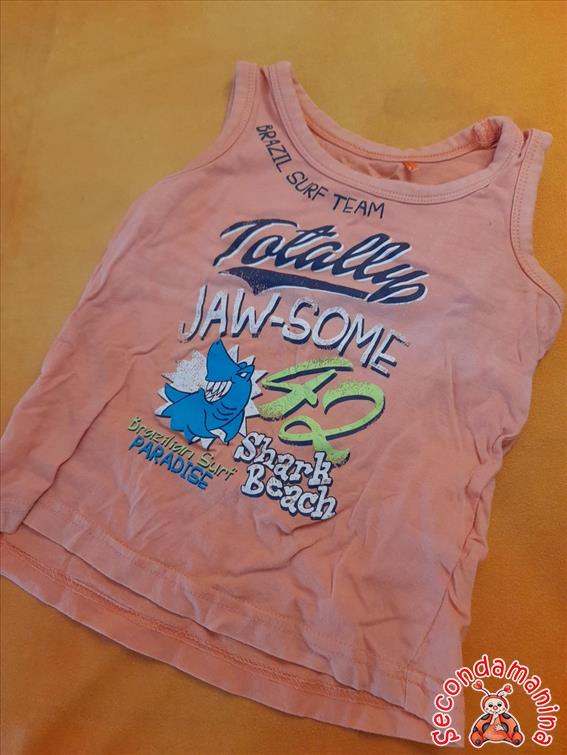 BRAZIL SURF TEAM
Totally
JAW-SOME
42
Brazilian Surf
PARADISE
Shark
Beach
Secondamanina